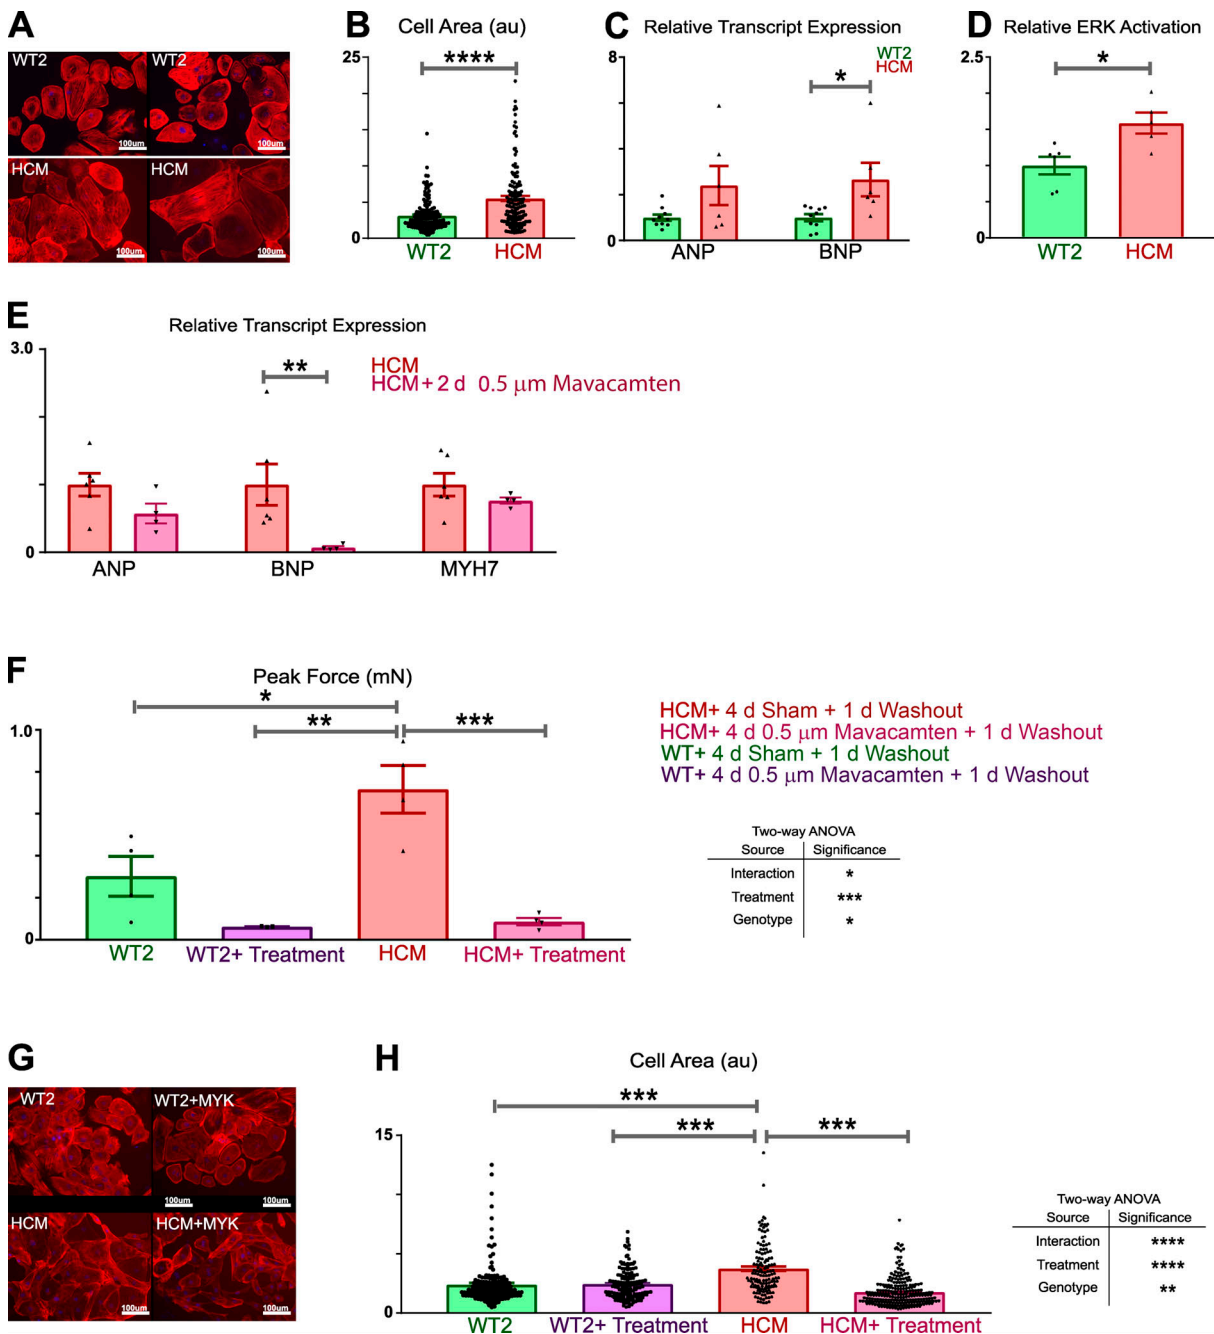 A
WT2
WT2
100um
100um
HCM
HCM
100um
100um
B
Cell Area (au)
25
****
0
WT2
HCM
C
Relative Transcript Expression
8
WT2
HCM
*
4
0
ANP
BNP
D
Relative ERK Activation
2.5
*
0
WT2
HCM
E
Relative Transcript Expression
3.0
**
HCM
HCM + 2 d 0.5 μm Mavacamten
0
ANP
BNP
MYH7
F
Peak Force (mN)
*
**
***
1.0
0
WT2
WT2+ Treatment
HCM
HCM+ Treatment
HCM+ 4 d Sham + 1 d Washout
HCM+ 4 d 0.5 μm Mavacamten + 1 d Washout
WT+ 4 d Sham + 1 d Washout
WT+ 4 d 0.5 μm Mavacamten + 1 d Washout
Two-way ANOVA
Source Significance
Interaction *
Treatment ***
Genotype *
G
WT2
WT2+MYK
100um
100um
HCM
HCM+MYK
100um
100um
H
Cell Area (au)
***
***
***
15
0
WT2
WT2+ Treatment
HCM
HCM+ Treatment
Two-way ANOVA
Source Significance
Interaction ****
Treatment ****
Genotype **